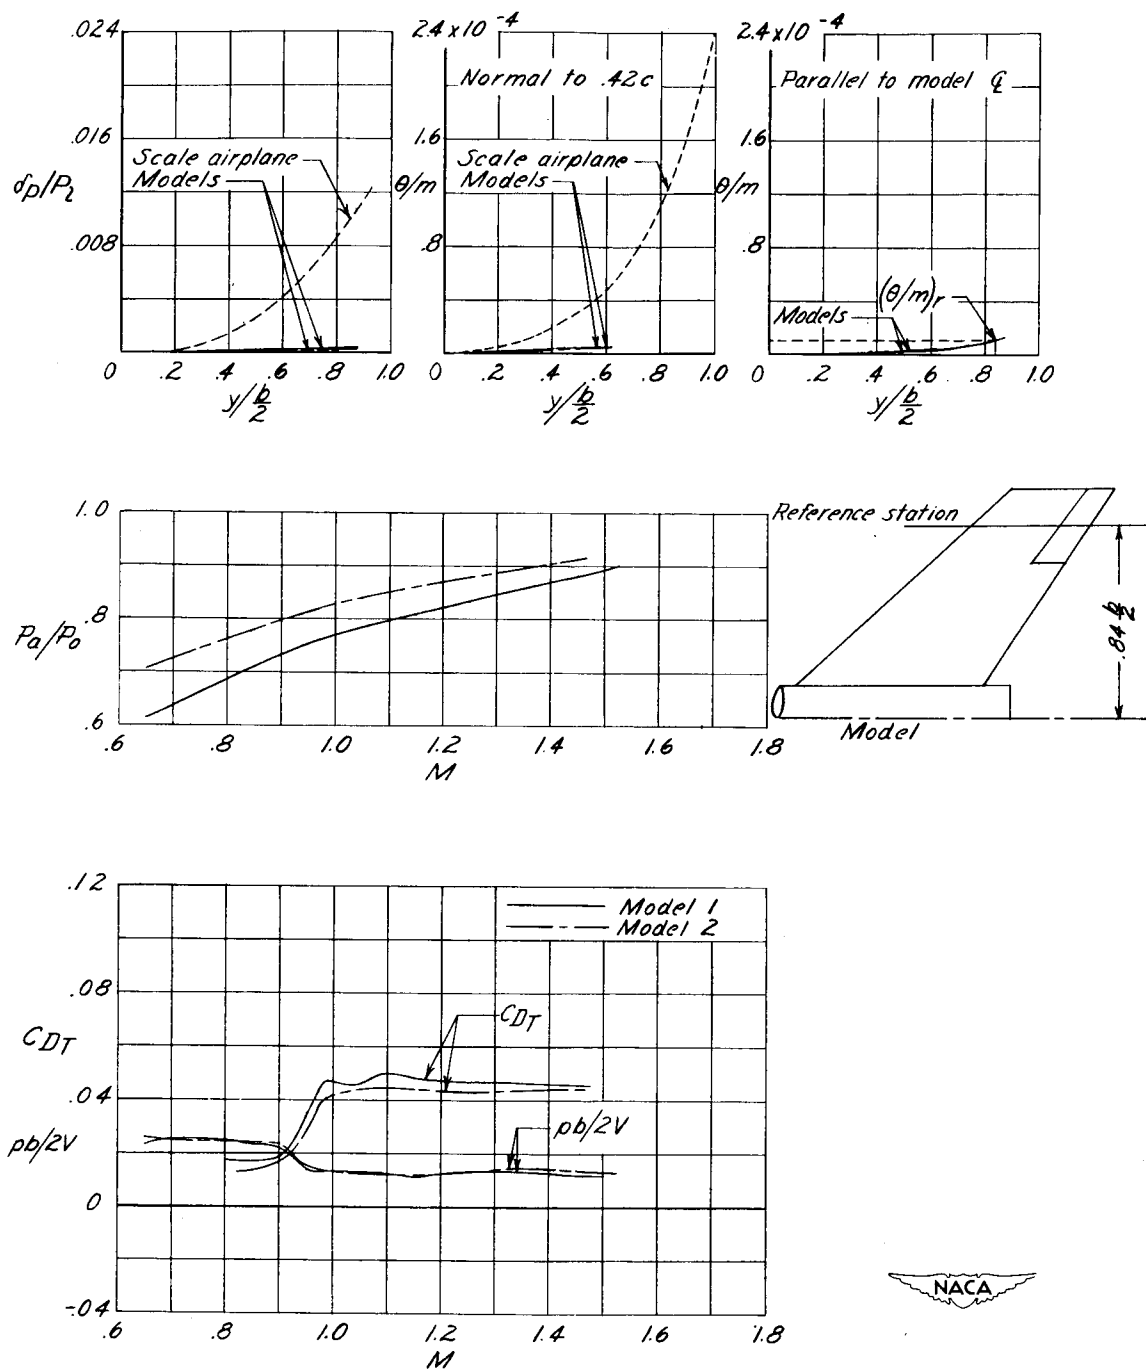 .024
.016
.008
δp/Pl
Scale airplane
Models
0 .2 .4 .6 .8 1.0
y/b/2
2.4x10-4
Normal to .42c
1.6
Scale airplane
Models
θ/m
.8
0 .2 .4 .6 .8 1.0
y/b/2
2.4x10-4
Parallel to model ℄
1.6
θ/m
.8
(θ/m)r
Models
0 .2 .4 .6 .8 1.0
y/b/2
1.0
.8
.6
Pa/Po
.6 .8 1.0 1.2 1.4 1.6 1.8
M
Reference station
.84 b/2
Model
.12
.08
.04
0
-.04
CDT
pb/2V
Model 1
Model 2
CDT
pb/2V
.6 .8 1.0 1.2 1.4 1.6 1.8
M
NACA